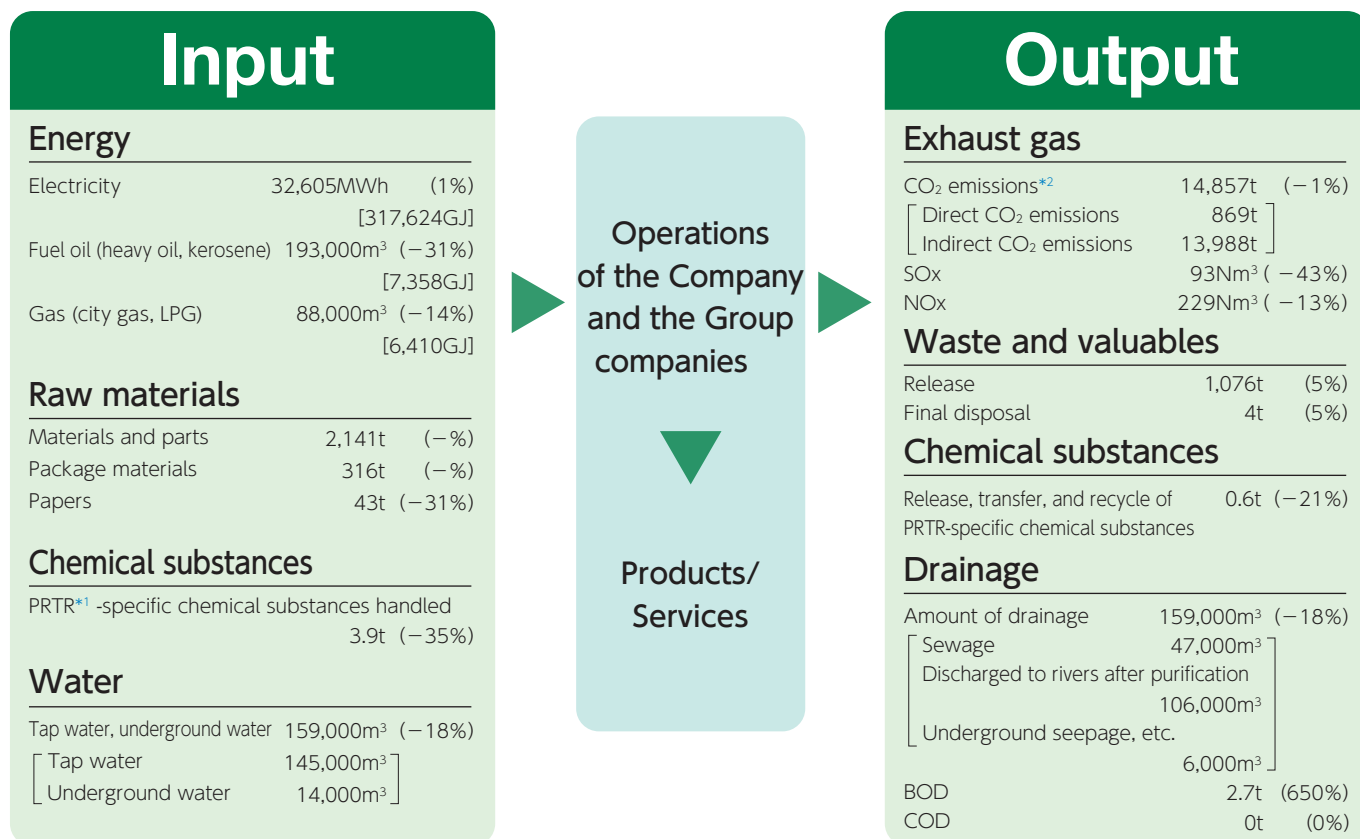 Input
Energy
Electricity 32,605MWh (1%)
[317,624GJ]
Fuel oil (heavy oil, kerosene) 193,000m³ (−31%)
[7,358GJ]
Gas (city gas, LPG) 88,000m³ (−14%)
[6,410GJ]
Raw materials
Materials and parts 2,141t (−%)
Package materials 316t (−%)
Papers 43t (−31%)
Chemical substances
PRTR*1 -specific chemical substances handled
3.9t (−35%)
Water
Tap water, underground water 159,000m³ (−18%)
Tap water 145,000m³
Underground water 14,000m³
Operations
of the Company
and the Group
companies
Products/
Services
Output
Exhaust gas
CO₂ emissions*2 14,857t (−1%)
Direct CO₂ emissions 869t
Indirect CO₂ emissions 13,988t
SOx 93Nm³ (−43%)
NOx 229Nm³ (−13%)
Waste and valuables
Release 1,076t (5%)
Final disposal 4t (5%)
Chemical substances
Release, transfer, and recycle of 0.6t (−21%)
PRTR-specific chemical substances
Drainage
Amount of drainage 159,000m³ (−18%)
Sewage 47,000m³
Discharged to rivers after purification
106,000m³
Underground seepage, etc.
6,000m³
BOD 2.7t (650%)
COD 0t (0%)